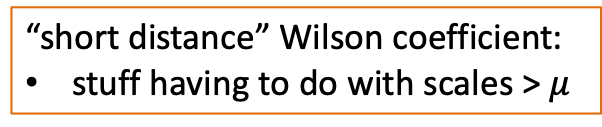 “short distance” Wilson coefficient:
• stuff having to do with scales > 𝜇